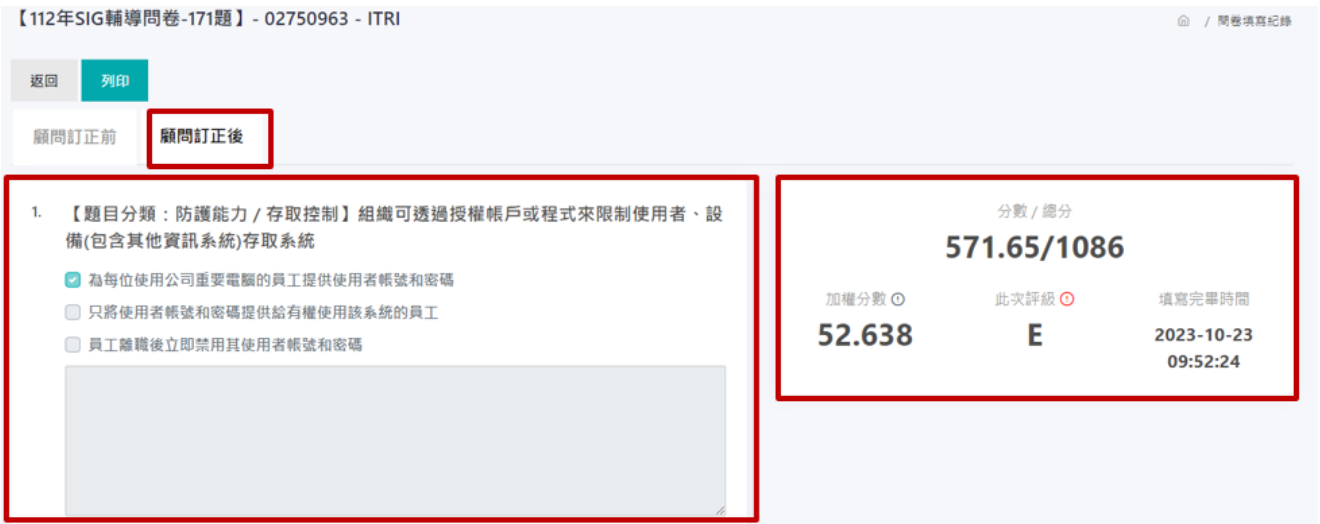 【112年SIG輔導問卷-171題】- 02750963 - ITRI
/ 問卷填寫紀錄
返回 列印
顧問訂正前 顧問訂正後
1. 【題目分類：防護能力 / 存取控制】組織可透過授權帳戶或程式來限制使用者、設
備(包含其他資訊系統)存取系統
為每位使用公司重要電腦的員工提供使用者帳號和密碼
只將使用者帳號和密碼提供給有權使用該系統的員工
員工離職後立即禁用其使用者帳號和密碼
分數 / 總分
571.65/1086
加權分數 此次評級 填寫完畢時間
52.638 E 2023-10-23
09:52:24